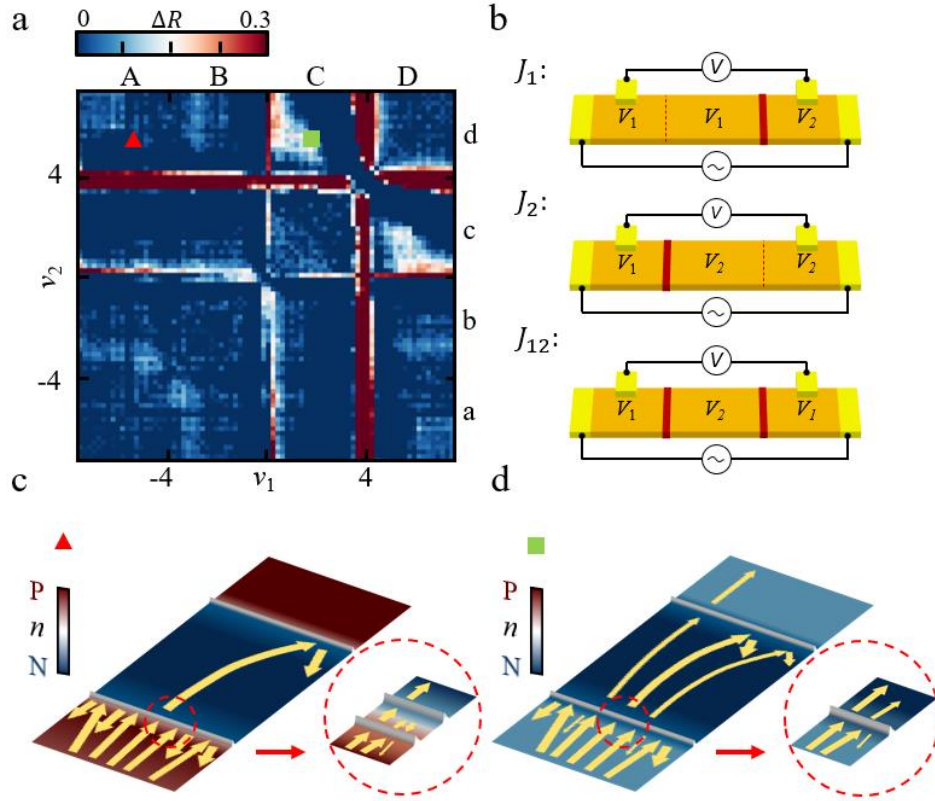 a
0 ΔR 0.3
A B C D
d
c
b
a
4
-4
v₂
-4 v₁ 4
b
J₁:
V
V₁ V₁ V₂
~
J₂:
V
V₁ V₂ V₂
~
J₁₂:
V
V₁ V₂ V₁
~
c
P
n
N
d
P
n
N